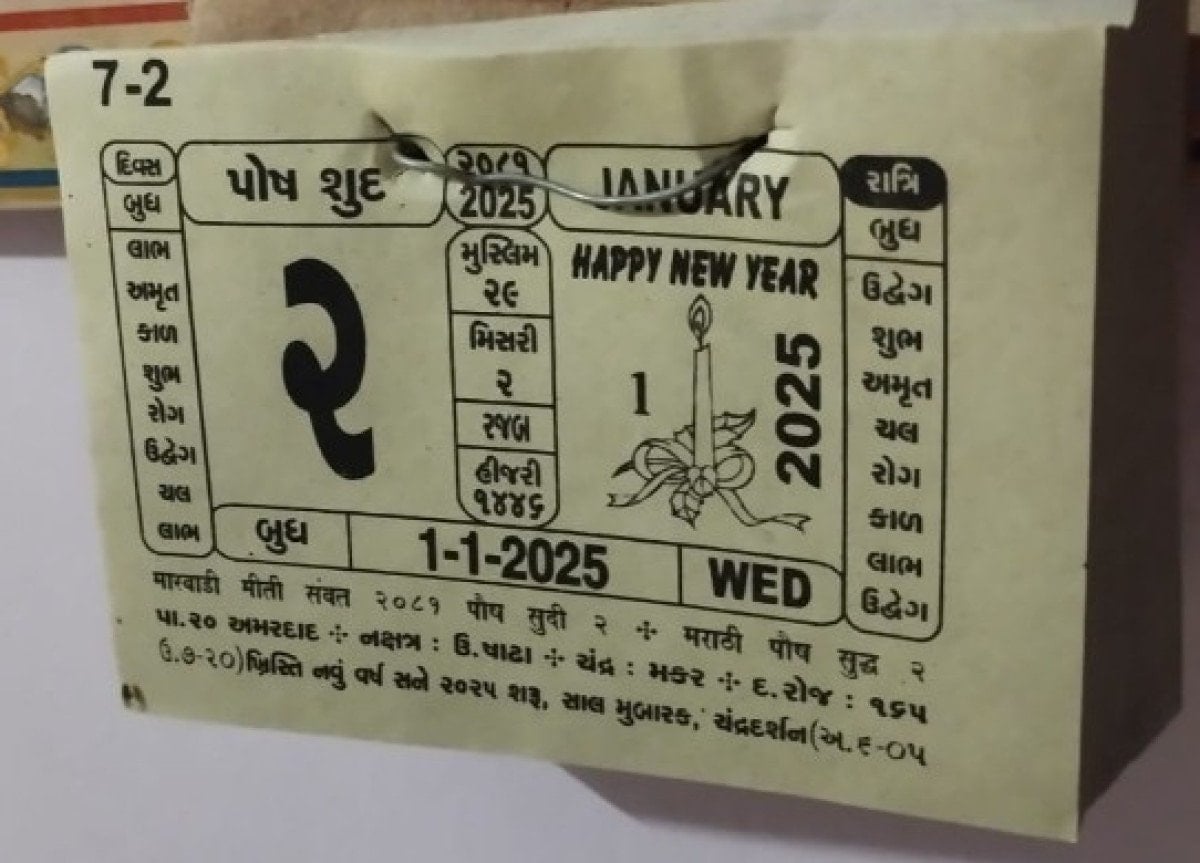 7-2
દિવસ
બુધ
લાભ
અમૃત
કાળ
શુભ
રોગ
ઉદ્વેગ
ચલ
લાભ
પોષ શુદ
૨
૨૦૮૧
2025
મુસ્લિમ
૨૯
મિસરી
૨
રજબ
હીજરી
૧૪૪૬
JANUARY
HAPPY NEW YEAR
1
2025
રાત્રિ
બુધ
ઉદ્વેગ
શુભ
અમૃત
ચલ
રોગ
કાળ
લાભ
ઉદ્વેગ
બુધ 1-1-2025 WED
मारवाडी मीती संवत २०८१ पौष सुदी २ ÷ मराठी पौष सुद्ध २
પા.૨૦ અમરદાદ ÷ નક્ષત્ર : ઉ.ષાઢા ÷ ચંદ્ર : મકર ÷ દ.રોજ : ૧૬૫
ઉ.૭-૨૦)ખ્રિસ્તિ નવું વર્ષ સને ૨૦૨૫ શરૂ, સાલ મુબારક, ચંદ્રદર્શન(અ.૬-૦૫